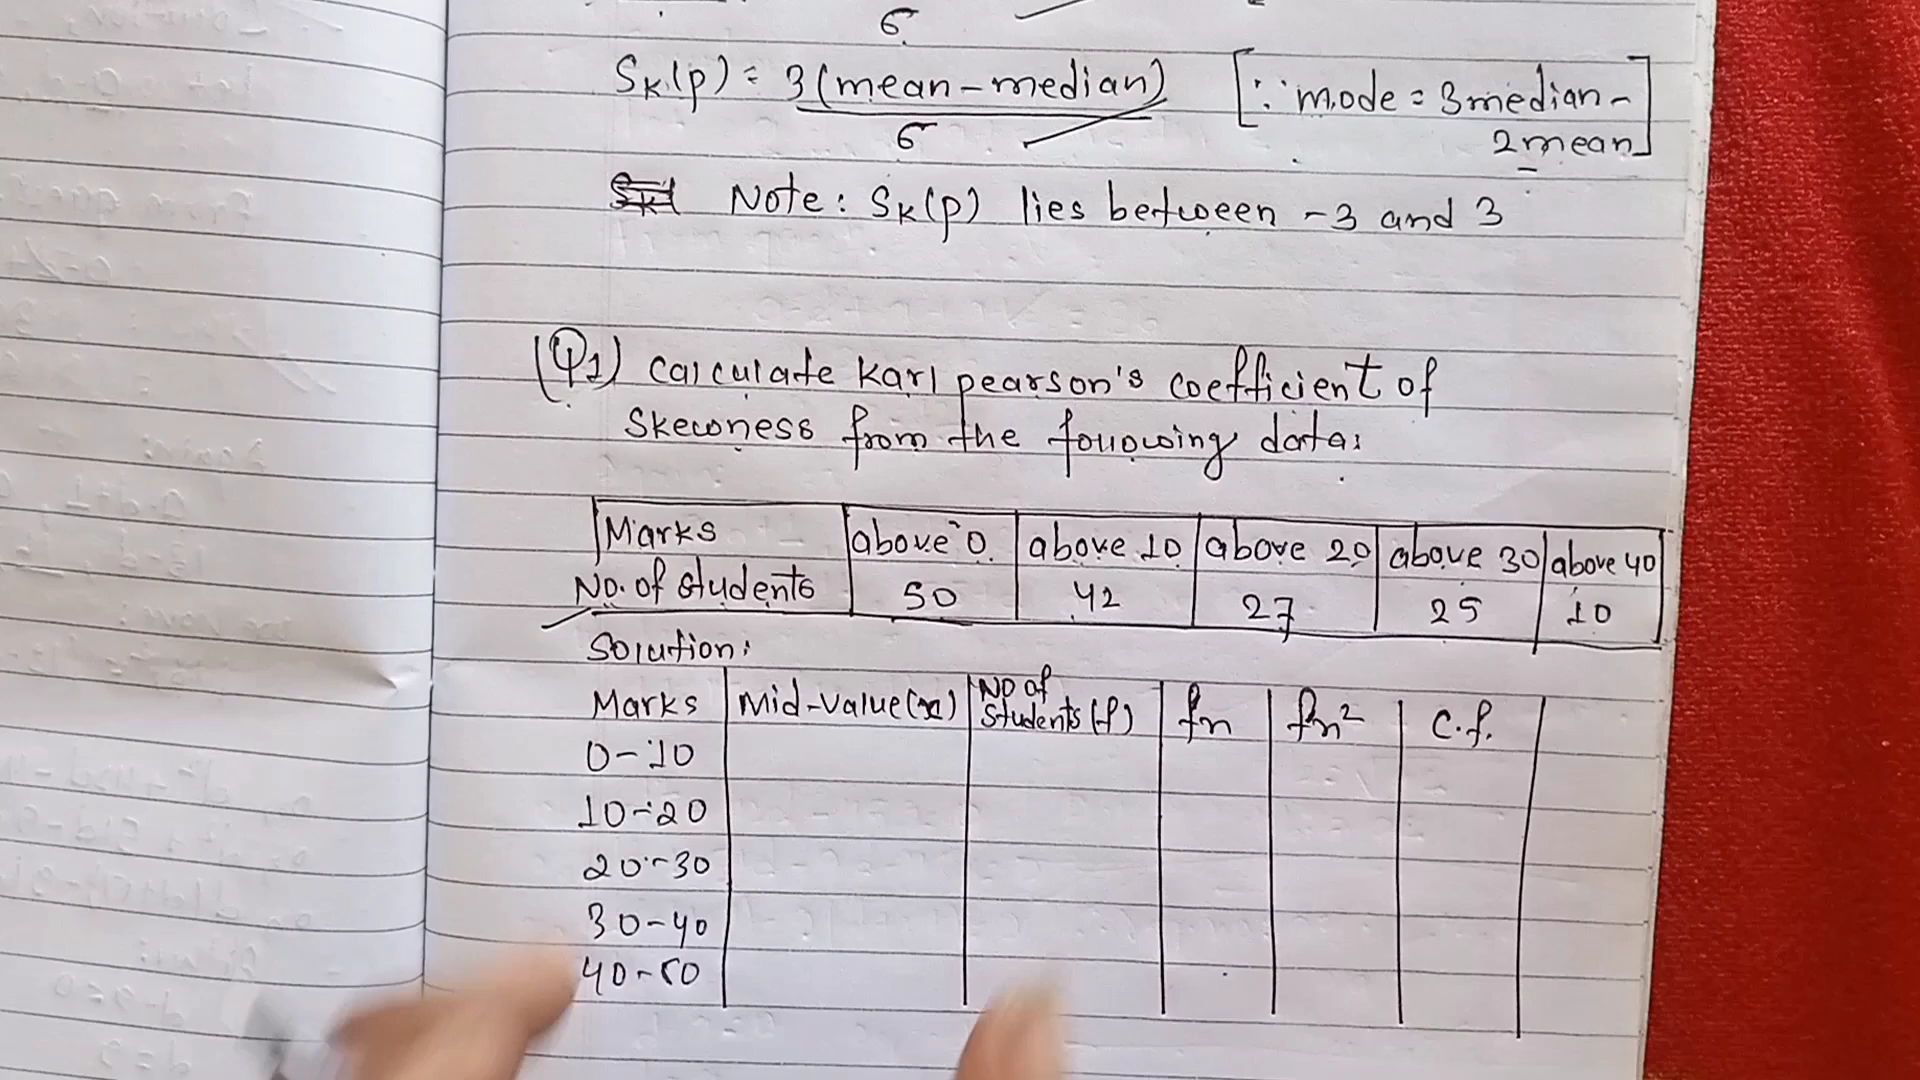 σ
Sk(p) = 3(mean-median) [∵ mode = 3median-
σ 2mean]
Note: Sk(p) lies between -3 and 3
(Q1) Calculate Karl pearson's coefficient of
Skewness from the following data:
Marks above 0 above 10 above 20 above 30 above 40
No. of students 50 42 27 25 10
Solution:
Marks Mid-value(x) No of students (f) fx fx² c.f.
0-10
10-20
20-30
30-40
40-50